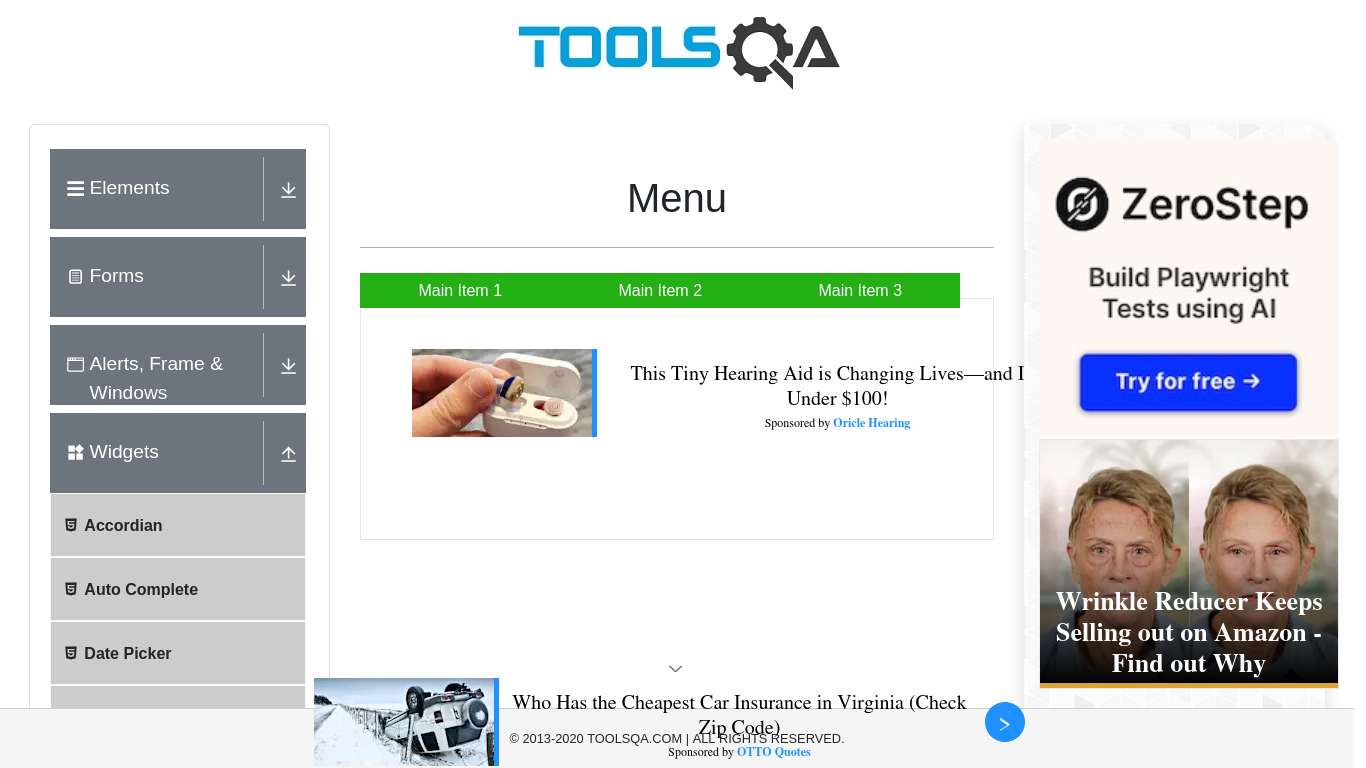 TOOLSQA
Elements
Forms
Alerts, Frame &
Windows
Widgets
Accordian
Auto Complete
Date Picker
Menu
Main Item 1
Main Item 2
Main Item 3
This Tiny Hearing Aid is Changing Lives—and I
Under $100!
Sponsored by Oricle Hearing
ZeroStep
Build Playwright
Tests using AI
Try for free →
Wrinkle Reducer Keeps
Selling out on Amazon -
Find out Why
Who Has the Cheapest Car Insurance in Virginia (Check
Zip Code)
© 2013-2020 TOOLSQA.COM | ALL RIGHTS RESERVED.
Sponsored by OTTO Quotes